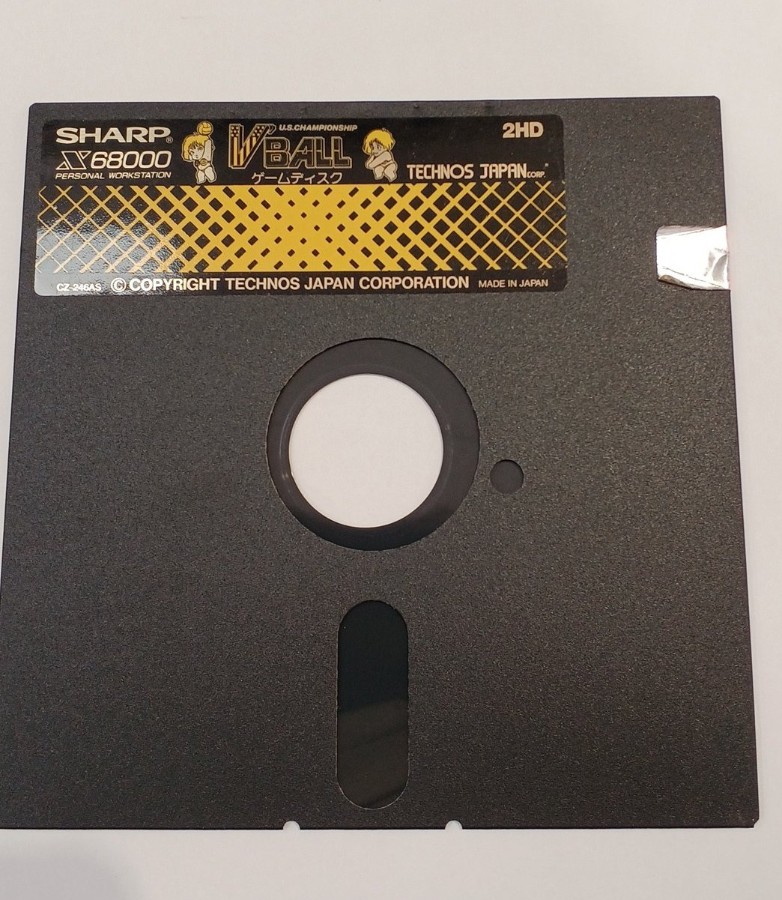 SHARP®
X68000
PERSONAL WORKSTATION
U.S.CHAMPIONSHIP
V'BALL
ゲームディスク
2HD
TECHNOS JAPAN CORP.
CZ-246AS © COPYRIGHT TECHNOS JAPAN CORPORATION MADE IN JAPAN